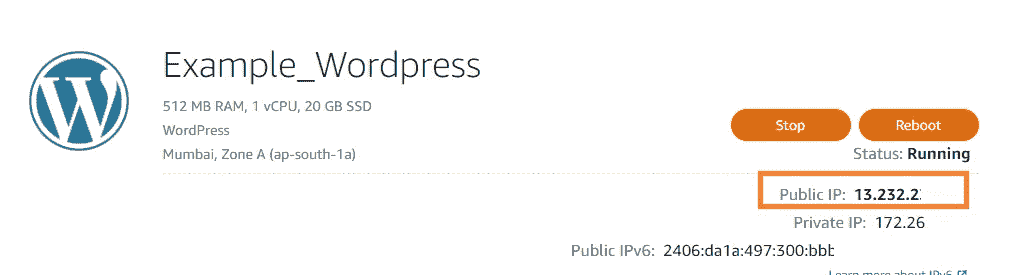 Example_Wordpress
512 MB RAM, 1 vCPU, 20 GB SSD
WordPress
Mumbai, Zone A (ap-south-1a)
Stop
Reboot
Status: Running
Public IP: 13.232.2
Private IP: 172.26
Public IPv6: 2406:da1a:497:300:bbb
Learn more about IPv6